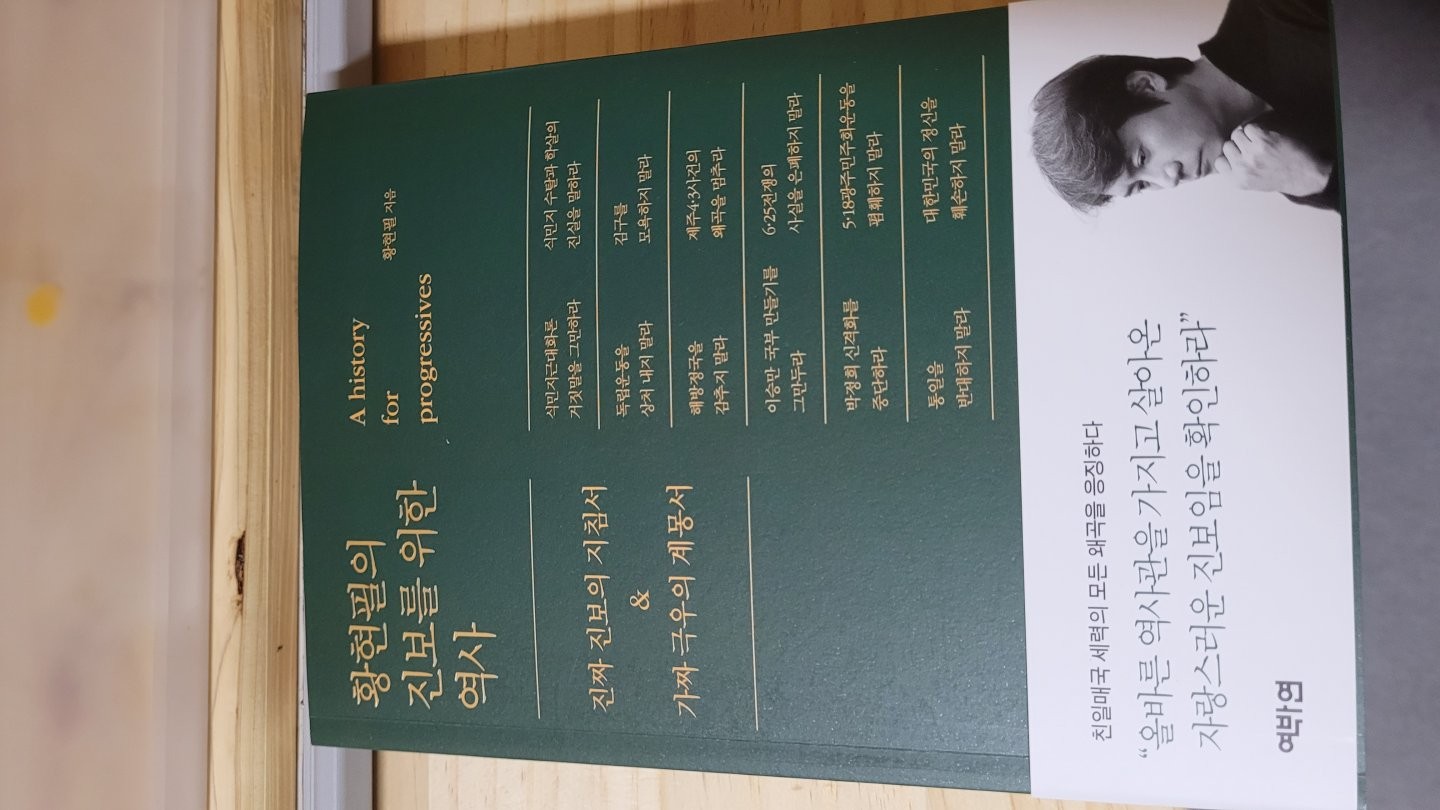 황현필의
진보를 위한
역사
A history
for
progressives
황현필 지음
진짜 진보의 지침서
&
가짜 극우의 계몽서
식민지근대화론
거짓말을 그만하라
식민지 수탈과 학살의
진실을 말하라
독립운동을
상처 내지 말라
김구를
모욕하지 말라
해방정국을
감추지 말라
제주4·3사건의
왜곡을 멈추라
이승만 국부 만들기를
그만두라
6·25전쟁의
사실을 은폐하지 말라
박정희 신격화를
중단하라
5·18광주민주화운동을
폄훼하지 말라
통일을
반대하지 말라
대한민국의 정신을
훼손하지 말라
친일매국 세력의 모든 왜곡을 응징하다
“올바른 역사관을 가지고 살아온
자랑스러운 진보임을 확인하라”
역바연